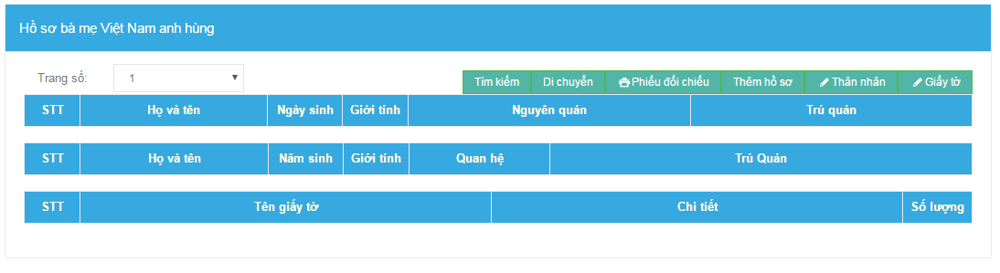 Hồ sơ bà mẹ Việt Nam anh hùng
Trang số: 1 Tìm kiếm Di chuyển Phiếu đối chiếu Thêm hồ sơ Thân nhân Giấy tờ
STT Họ và tên Ngày sinh Giới tính Nguyên quán Trú quán
STT Họ và tên Năm sinh Giới tính Quan hệ Trú Quán
STT Tên giấy tờ Chi tiết Số lượng